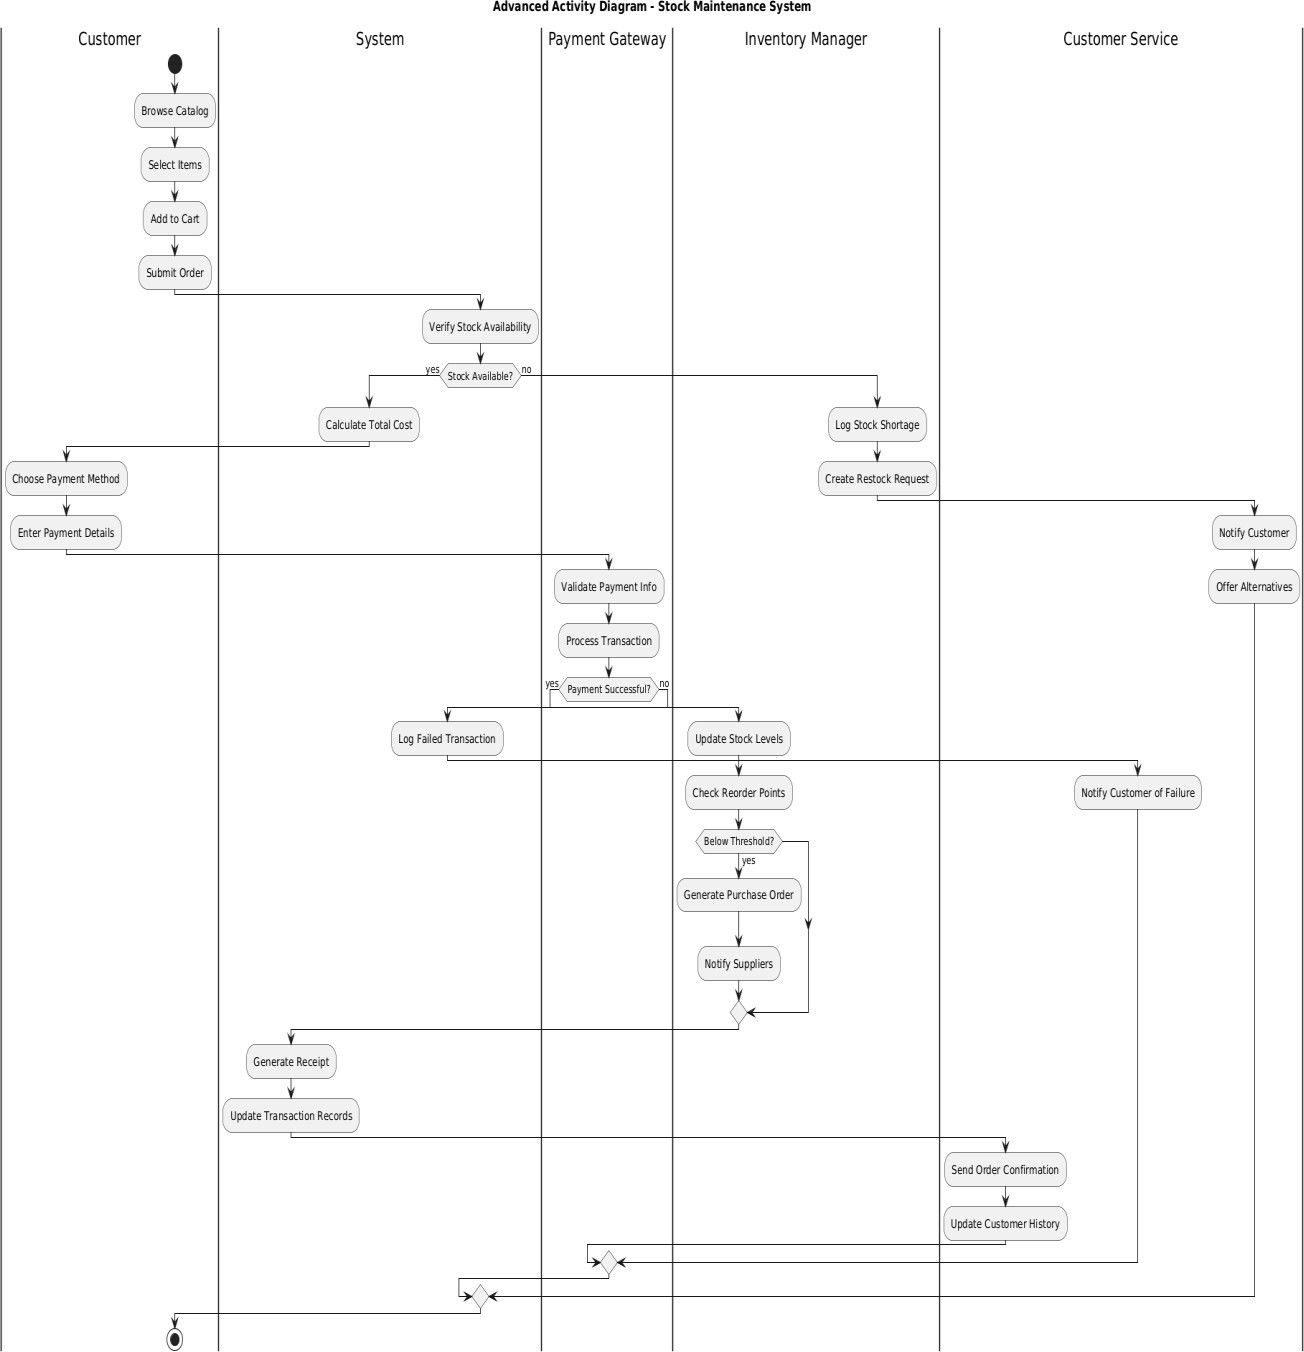 Advanced Activity Diagram - Stock Maintenance System
Customer
System
Payment Gateway
Inventory Manager
Customer Service
Browse Catalog
Select Items
Add to Cart
Submit Order
Verify Stock Availability
yes
Stock Available?
no
Calculate Total Cost
Log Stock Shortage
Choose Payment Method
Create Restock Request
Enter Payment Details
Notify Customer
Validate Payment Info
Offer Alternatives
Process Transaction
yes
Payment Successful?
no
Log Failed Transaction
Update Stock Levels
Check Reorder Points
Notify Customer of Failure
Below Threshold?
yes
Generate Purchase Order
Notify Suppliers
Generate Receipt
Update Transaction Records
Send Order Confirmation
Update Customer History